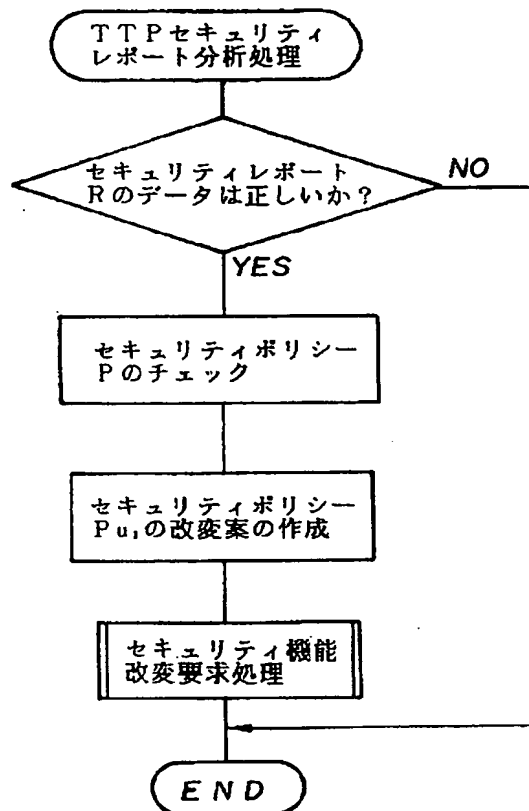 TTPセキュリティ
レポート分析処理
セキュリティレポート
Rのデータは正しいか?
NO
YES
セキュリティポリシー
Pのチェック
セキュリティポリシー
Pu₁の改変案の作成
セキュリティ機能
改変要求処理
END